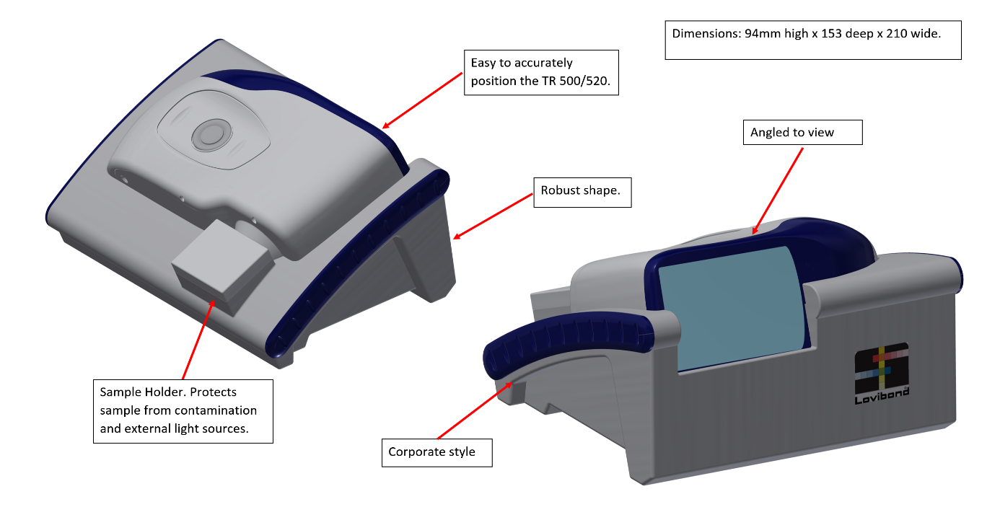 Dimensions: 94mm high x 153 deep x 210 wide.
Easy to accurately
position the TR 500/520.
Angled to view
Robust shape.
Sample Holder. Protects
sample from contamination
and external light sources.
Corporate style
Lovibond®